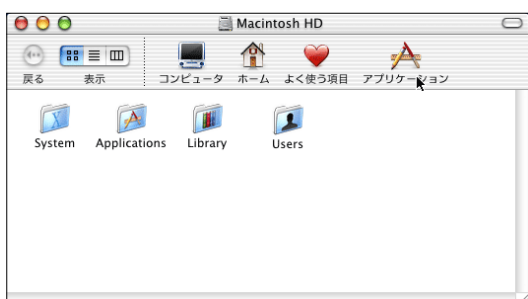 Macintosh HD
戻る 表示 コンピュータ ホーム よく使う項目 アプリケーション
System Applications Library Users